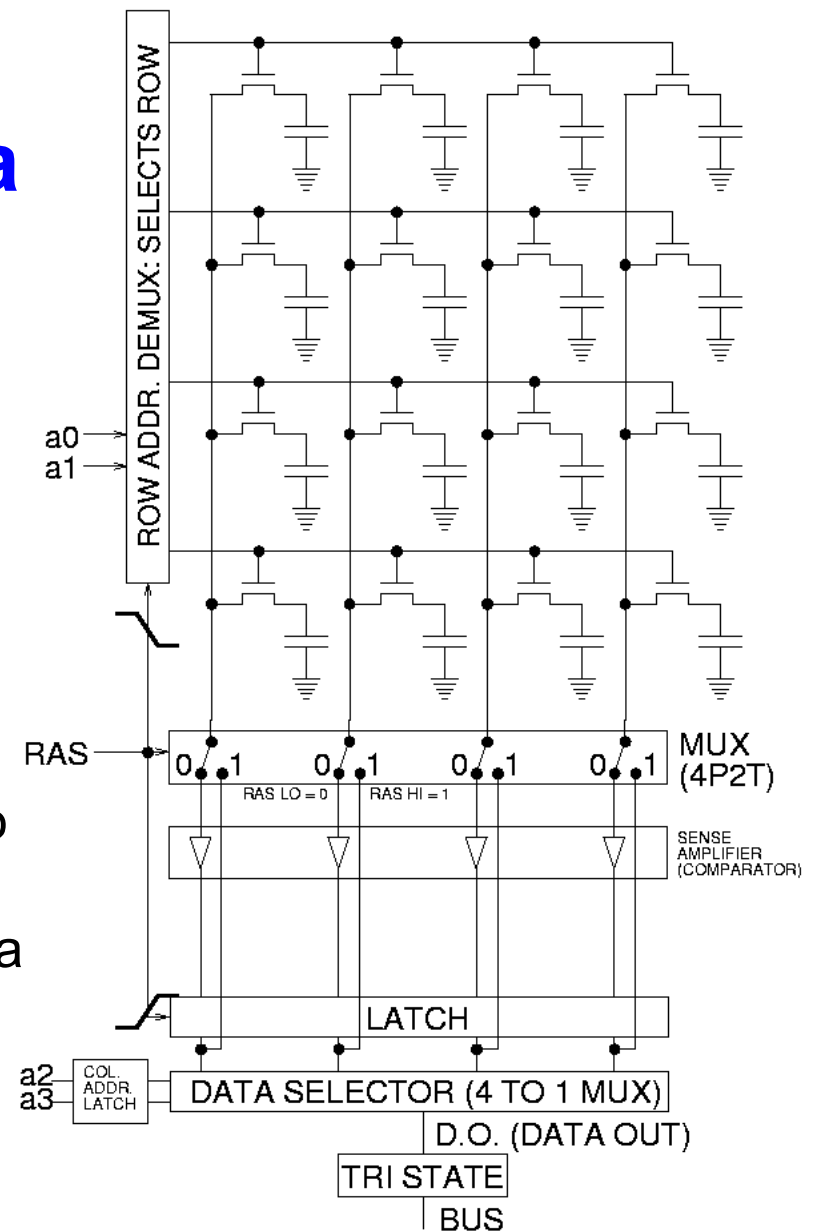 a
ROW ADDR. DEMUX: SELECTS ROW
a0
a1
RAS
0 1 0 1 0 1 0 1
MUX
(4P2T)
RAS LO = 0 RAS HI = 1
o
SENSE
AMPLIFIER
(COMPARATOR)
a
LATCH
a2
a3
COL.
ADDR.
LATCH
DATA SELECTOR (4 TO 1 MUX)
D.O. (DATA OUT)
TRI STATE
BUS